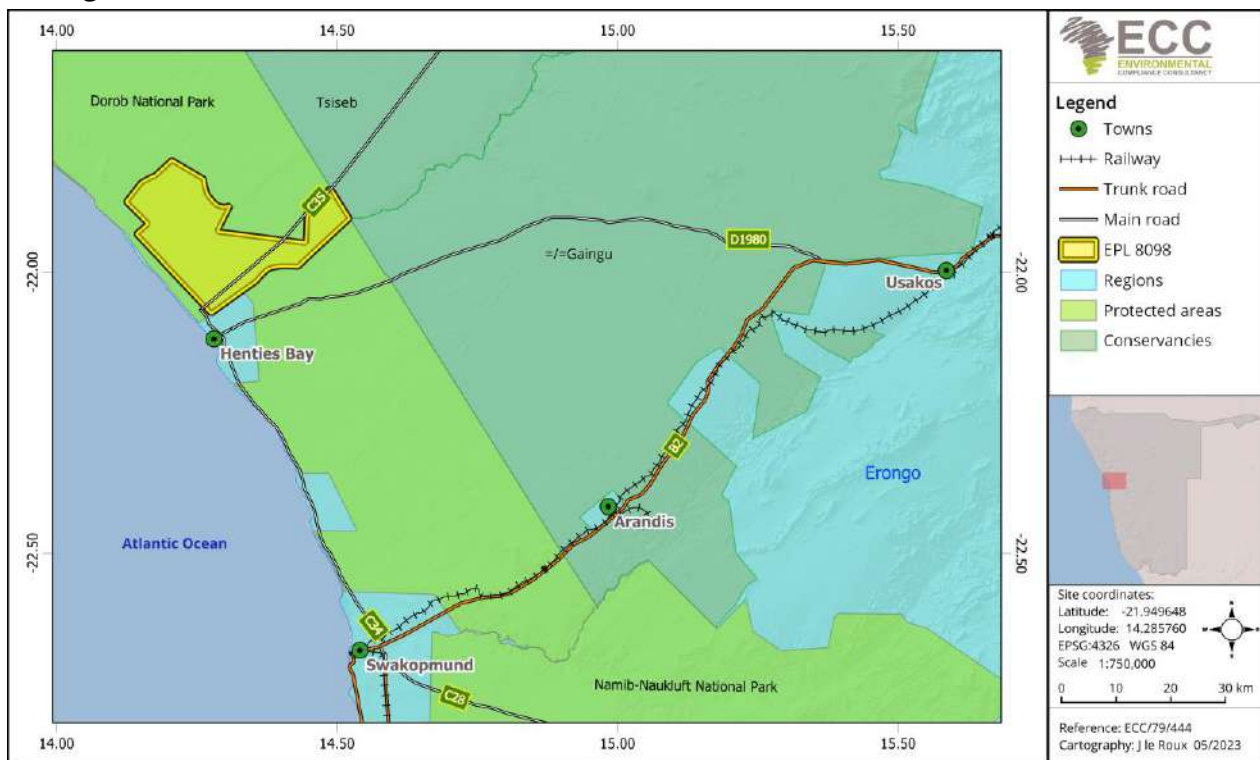 14.00
14.50
15.00
15.50
Dorob National Park
Tsiseb
C35
D1980
=/=Gaingu
-22.00
-22.00
Usakos
Henties Bay
B2
Erongo
Arandis
Atlantic Ocean
-22.50
-22.50
C34
Swakopmund
Namib-Naukluft National Park
C28
14.00
14.50
15.00
15.50
ECC
ENVIRONMENTAL
COMPLIANCE CONSULTANCY
Legend
Towns
Railway
Trunk road
Main road
EPL 8098
Regions
Protected areas
Conservancies
Site coordinates:
Latitude: -21.949648
Longitude: 14.285760
EPSG:4326 WGS 84
Scale 1:750,000
0 10 20 30 km
Reference: ECC/79/444
Cartography: J le Roux 05/2023